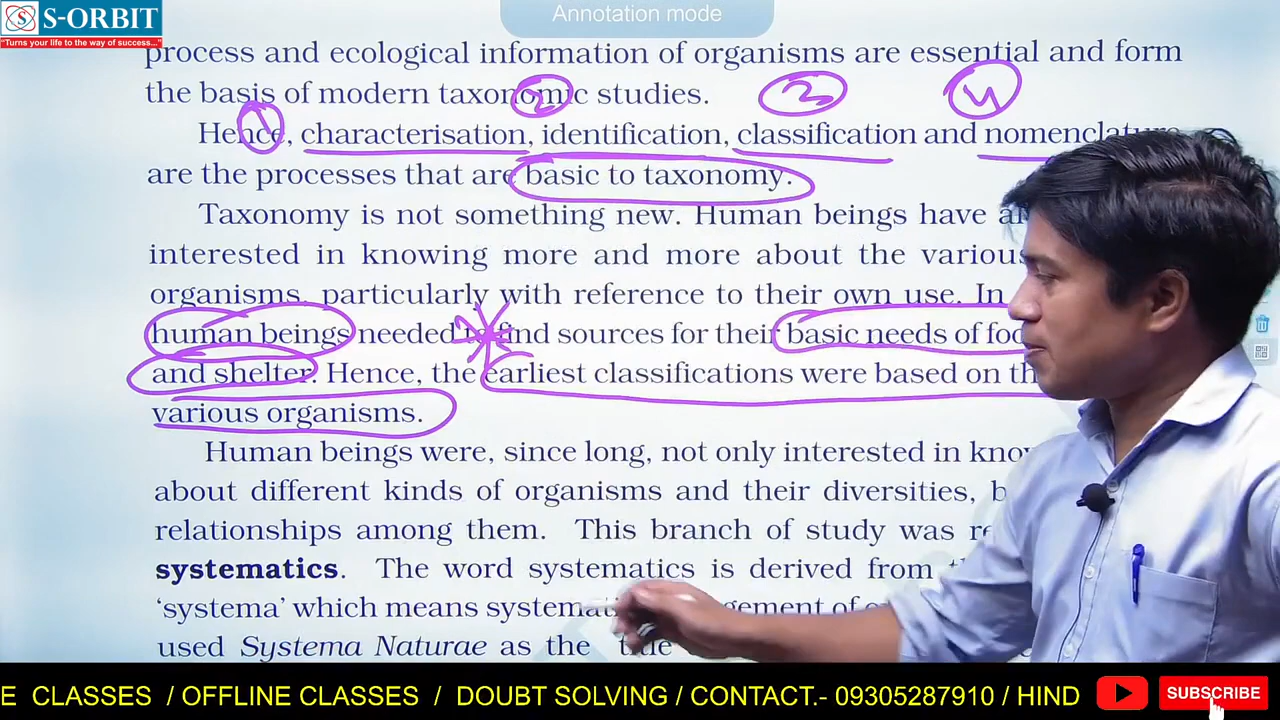 S-ORBIT
"Turns your life to the way of success..."
Annotation mode
process and ecological information of organisms are essential and form
the basis of modern taxonomic studies.
1 2 3 4
Hence, characterisation, identification, classification and nomenclature
are the processes that are basic to taxonomy.
Taxonomy is not something new. Human beings have
interested in knowing more and more about the various
organisms, particularly with reference to their own use. In
human beings needed to find sources for their basic needs of
and shelter. Hence, the earliest classifications were based on
various organisms.
Human beings were, since long, not only interested in
about different kinds of organisms and their diversities,
relationships among them. This branch of study was
systematics. The word systematics is derived from
'systema' which means of
used Systema Naturae as the title
E CLASSES / OFFLINE CLASSES / DOUBT SOLVING / CONTACT.- 09305287910 / HIND
SUBSCRIBE